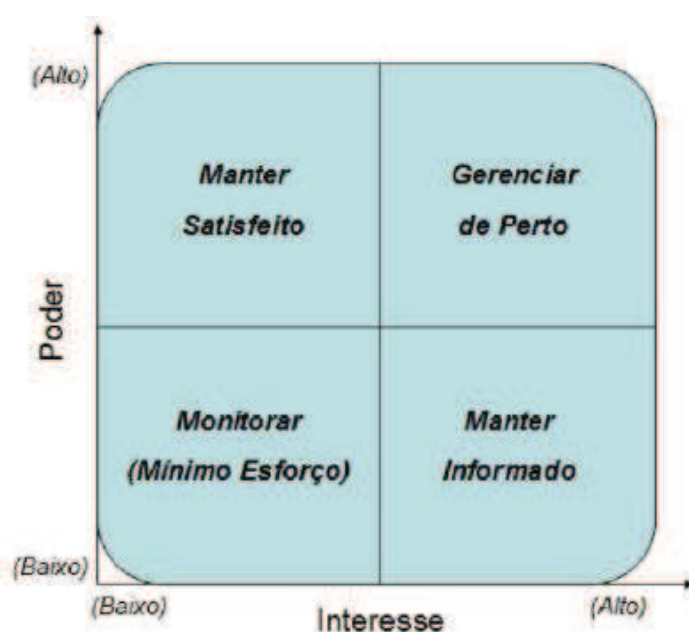 (Alto)
Manter
Satisfeito
Gerenciar
de Perto
Poder
Monitorar
(Mínimo Esforço)
Manter
Informado
(Baixo)
(Baixo)
Interesse
(Alto)